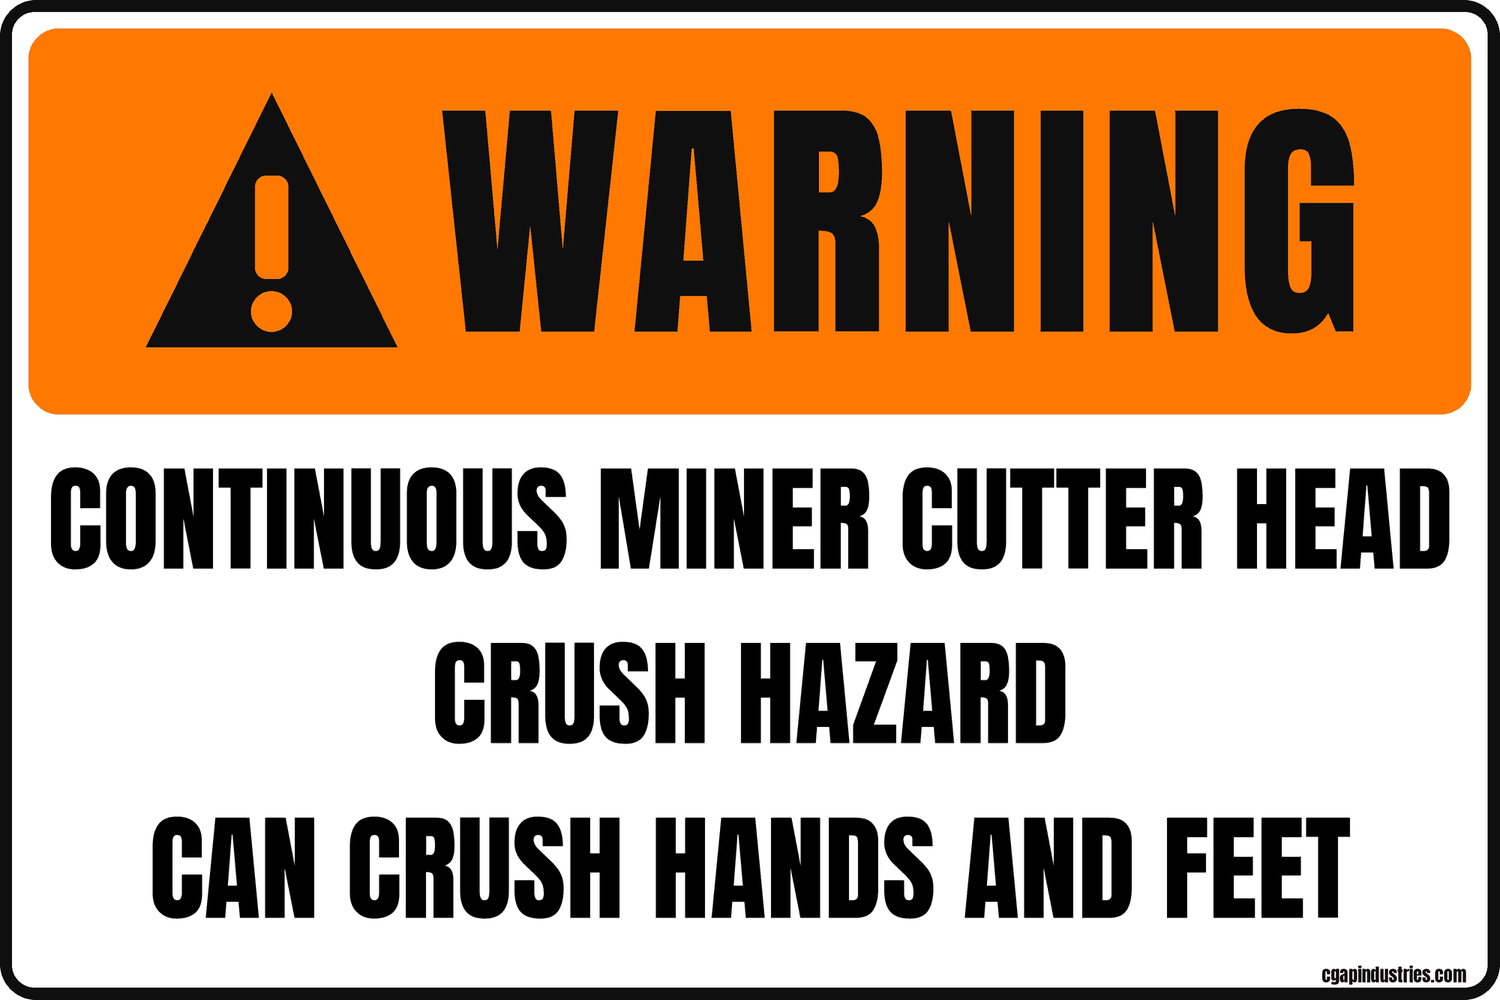 WARNING
CONTINUOUS MINER CUTTER HEAD
CRUSH HAZARD
CAN CRUSH HANDS AND FEET
cgapindustries.com